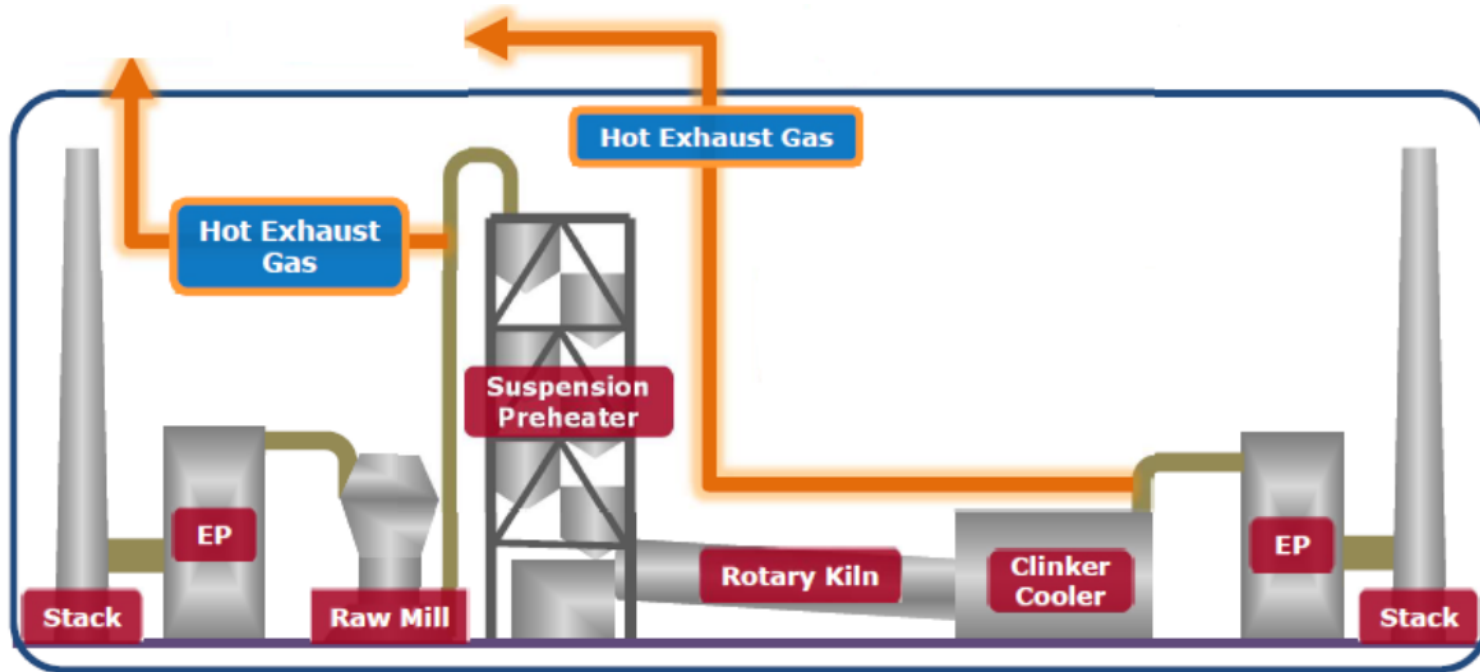 Hot Exhaust Gas
Hot Exhaust
Gas
Suspension
Preheater
EP
EP
Rotary Kiln
Clinker
Cooler
Stack
Raw Mill
Stack